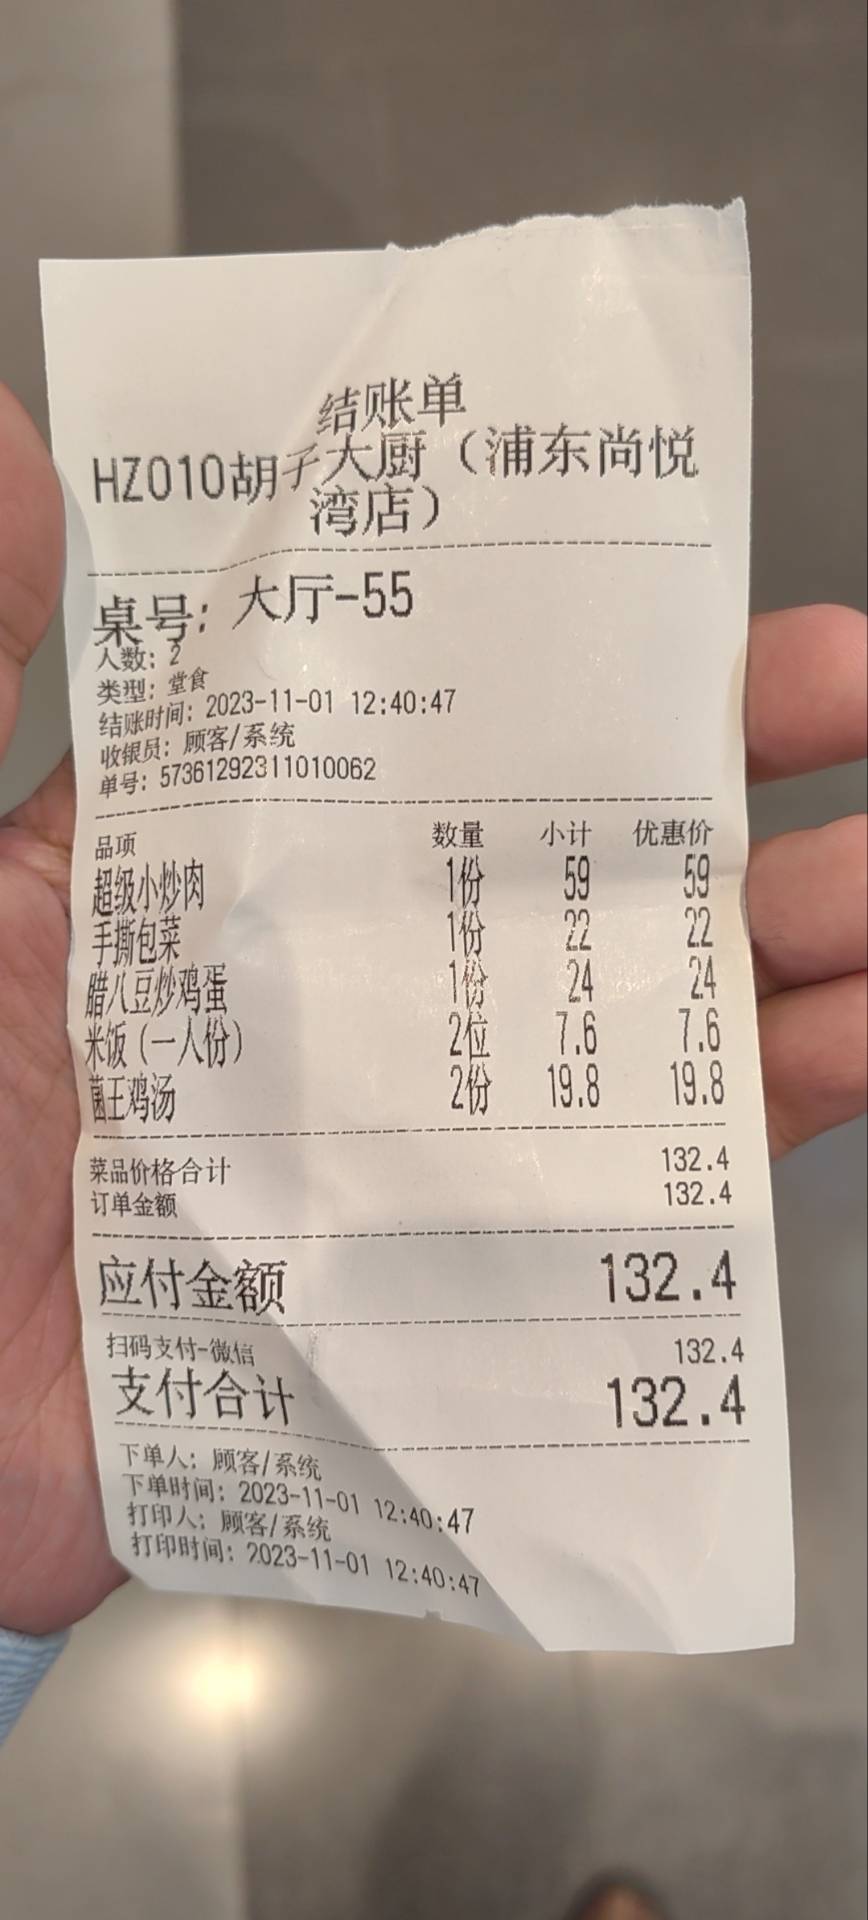 结账单
HZ010胡子大厨（浦东尚悦
湾店）
桌号：大厅-55
人数：2
类型：堂食
结账时间：2023-11-01 12:40:47
收银员：顾客/系统
单号：573612923110100​62
品项 数量 小计 优惠价
超级小炒肉 1份 59 59
手撕包菜 1份 22 22
腊八豆炒鸡蛋 1份 24 24
米饭（一人份） 2位 7.6 7.6
菌王鸡汤 2份 19.8 19.8
菜品价格合计 132.4
订单金额 132.4
应付金额 132.4
扫码支付-微信 132.4
支付合计 132.4
下单人：顾客/系统
下单时间：2023-11-01 12:40:47
打印人：顾客/系统
打印时间：2023-11-01 12:40:47